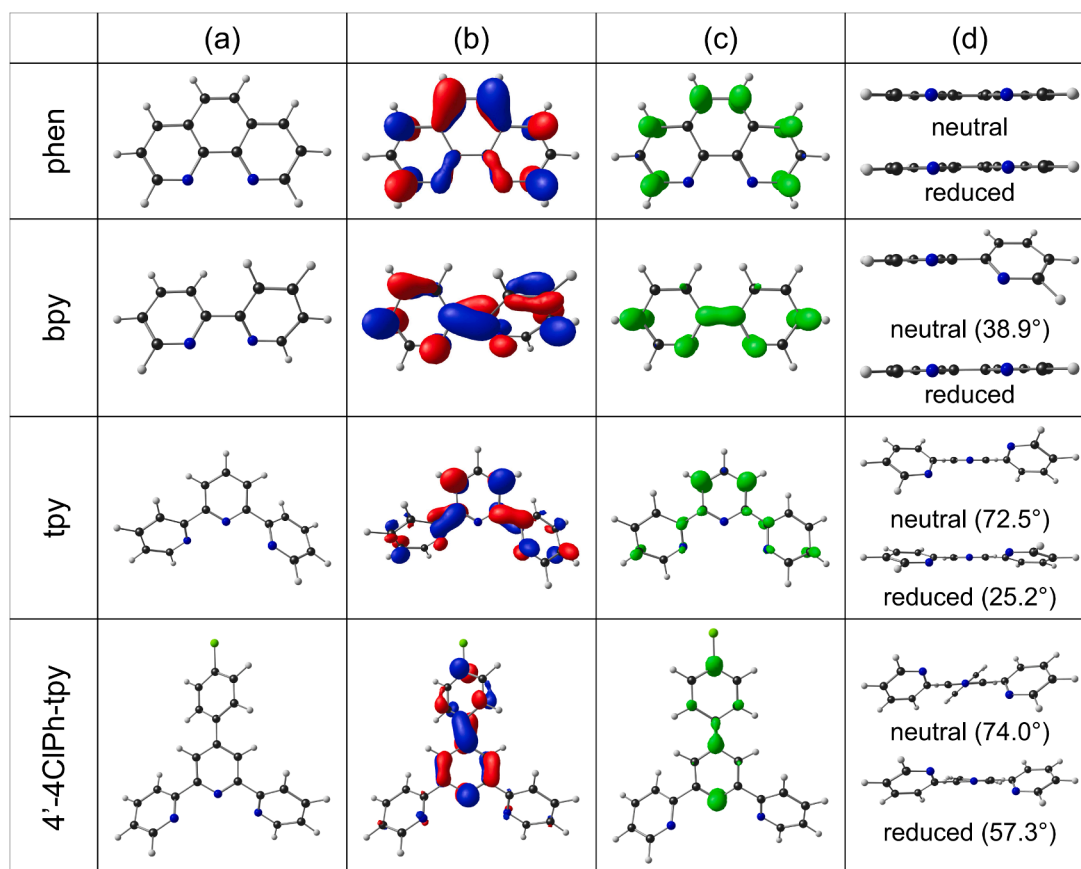 (a) (b) (c) (d)
phen
neutral
reduced
bpy
neutral (38.9°)
reduced
tpy
neutral (72.5°)
reduced (25.2°)
4’-4ClPh-tpy
neutral (74.0°)
reduced (57.3°)